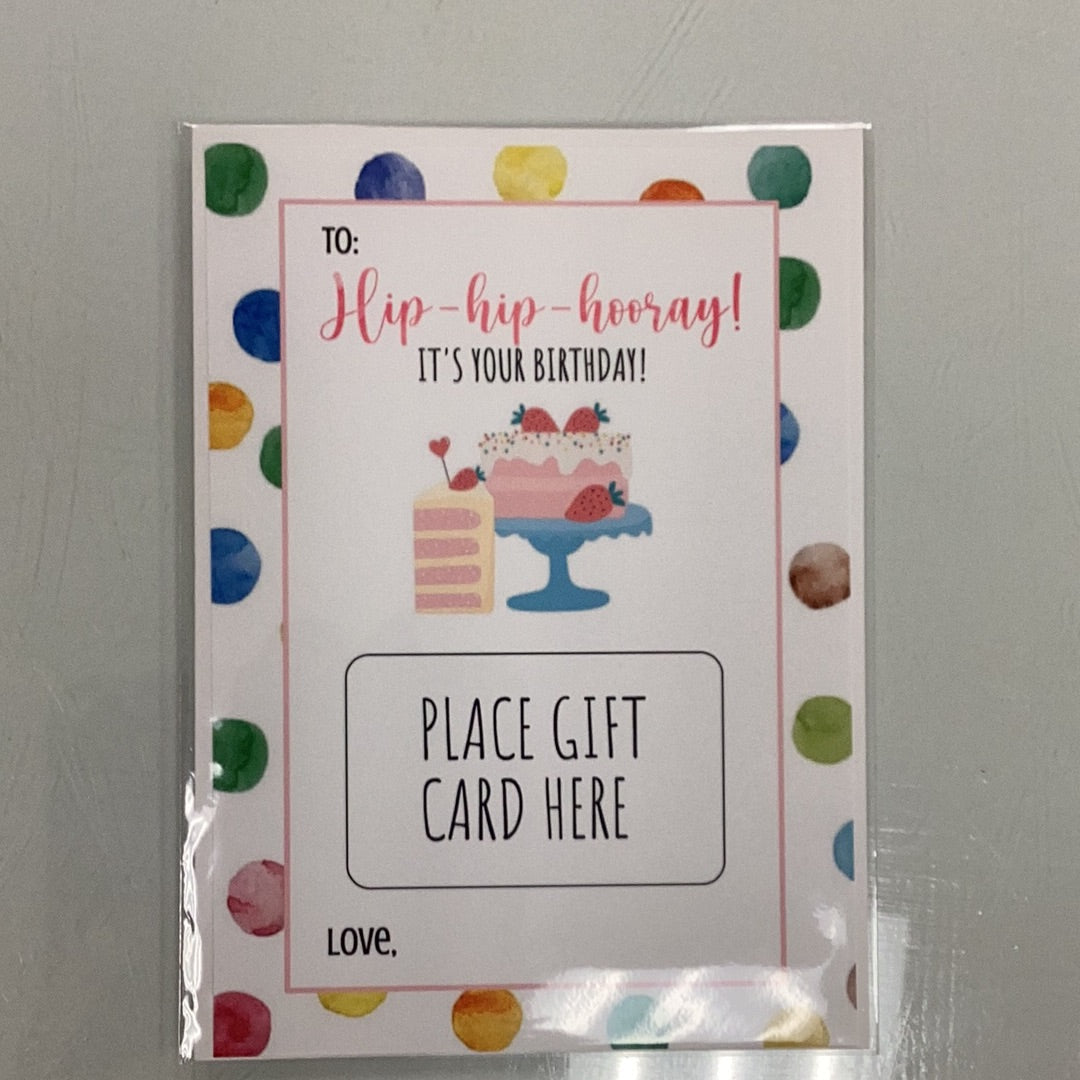 TO:
Hip-hip-hooray!
IT'S YOUR BIRTHDAY!
PLACE GIFT
CARD HERE
LOVE,